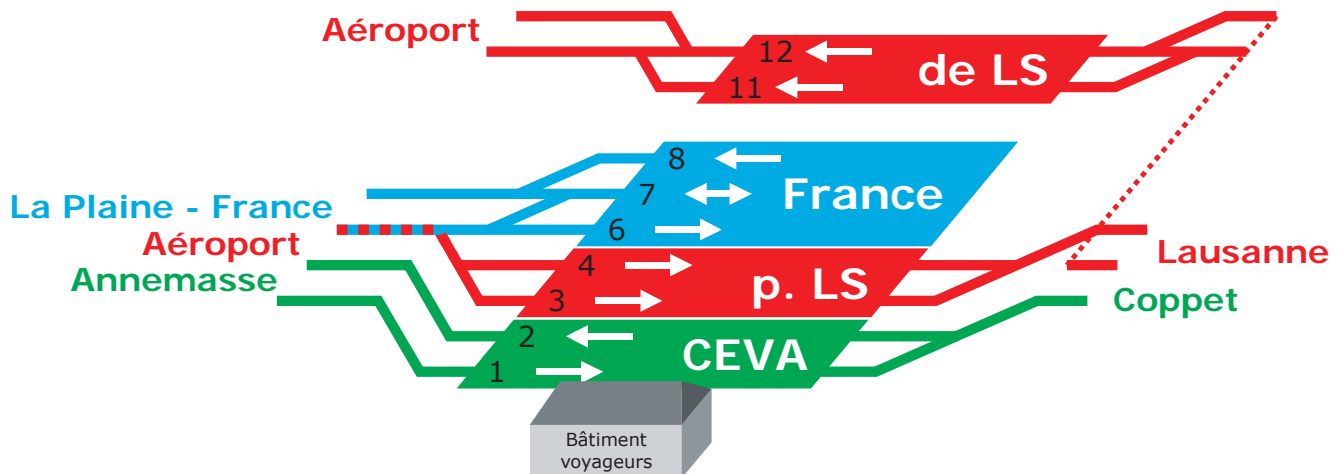 Aéroport
12
de LS
11
8
7
France
La Plaine - France
6
Aéroport
4
Lausanne
Annemasse
3
p. LS
Coppet
2
CEVA
1
Bâtiment
voyageurs